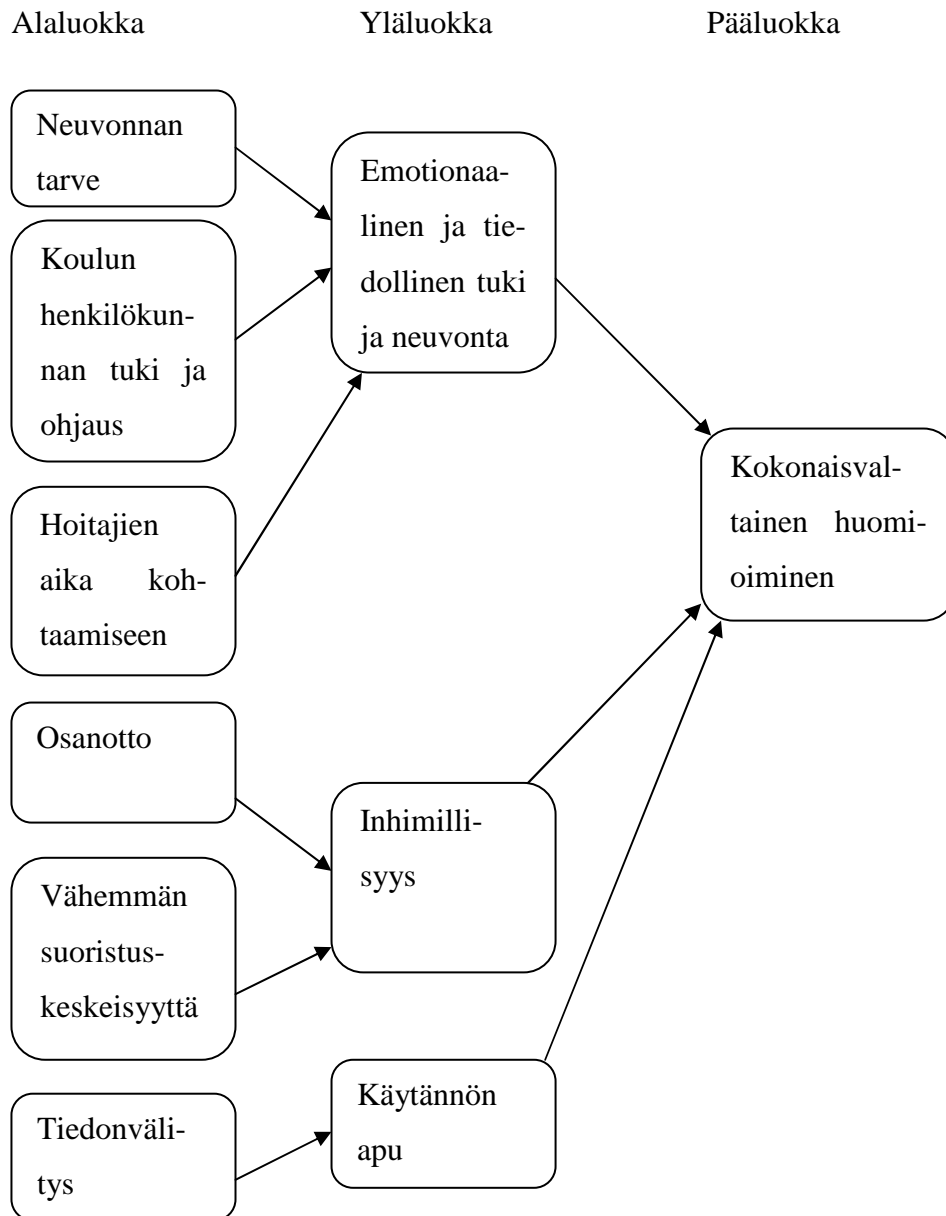 Alaluokka Yläluokka Pääluokka
Neuvonnan
tarve
Koulun
henkilökun-
nan tuki ja
ohjaus
Hoitajien
aika koh-
taamiseen
Osanotto
Vähemmän
suoristus-
keskeisyyttä
Tiedonväli-
tys
Emotionaa-
linen ja tie-
dollinen tuki
ja neuvonta
Inhimilli-
syys
Käytännön
apu
Kokonaisval-
tainen huomi-
oiminen